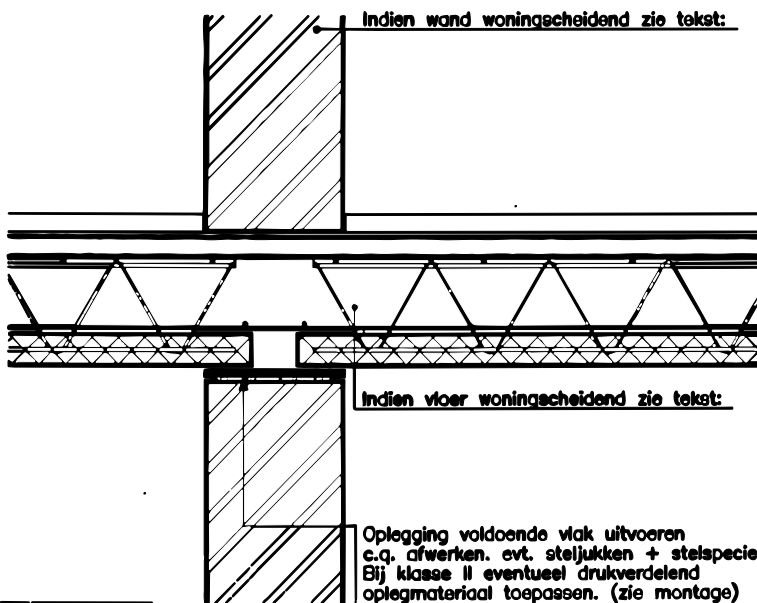 Indien wand woningscheidend zie tekst:
Indien vloer woningscheidend zie tekst:
Oplegging voldoende vlak uitvoeren
c.q. afwerken. evt. steljukken + stelspecie
Bij klasse II eventueel drukverdelend
oplegmateriaal toepassen. (zie montage)